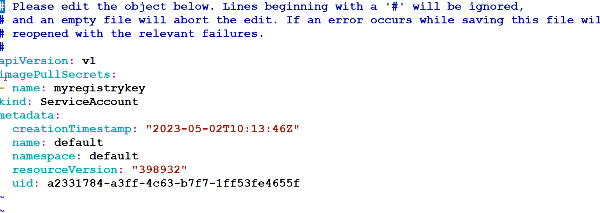 # Please edit the object below. Lines beginning with a '#' will be ignored,
# and an empty file will abort the edit. If an error occurs while saving this file wil
# reopened with the relevant failures.
#
apiVersion: v1
imagePullSecrets:
- name: myregistrykey
kind: ServiceAccount
metadata:
  creationTimestamp: "2023-05-02T10:13:46Z"
  name: default
  namespace: default
  resourceVersion: "398932"
  uid: a2331784-a3ff-4c63-b7f7-1ff53fe4655f
~
~